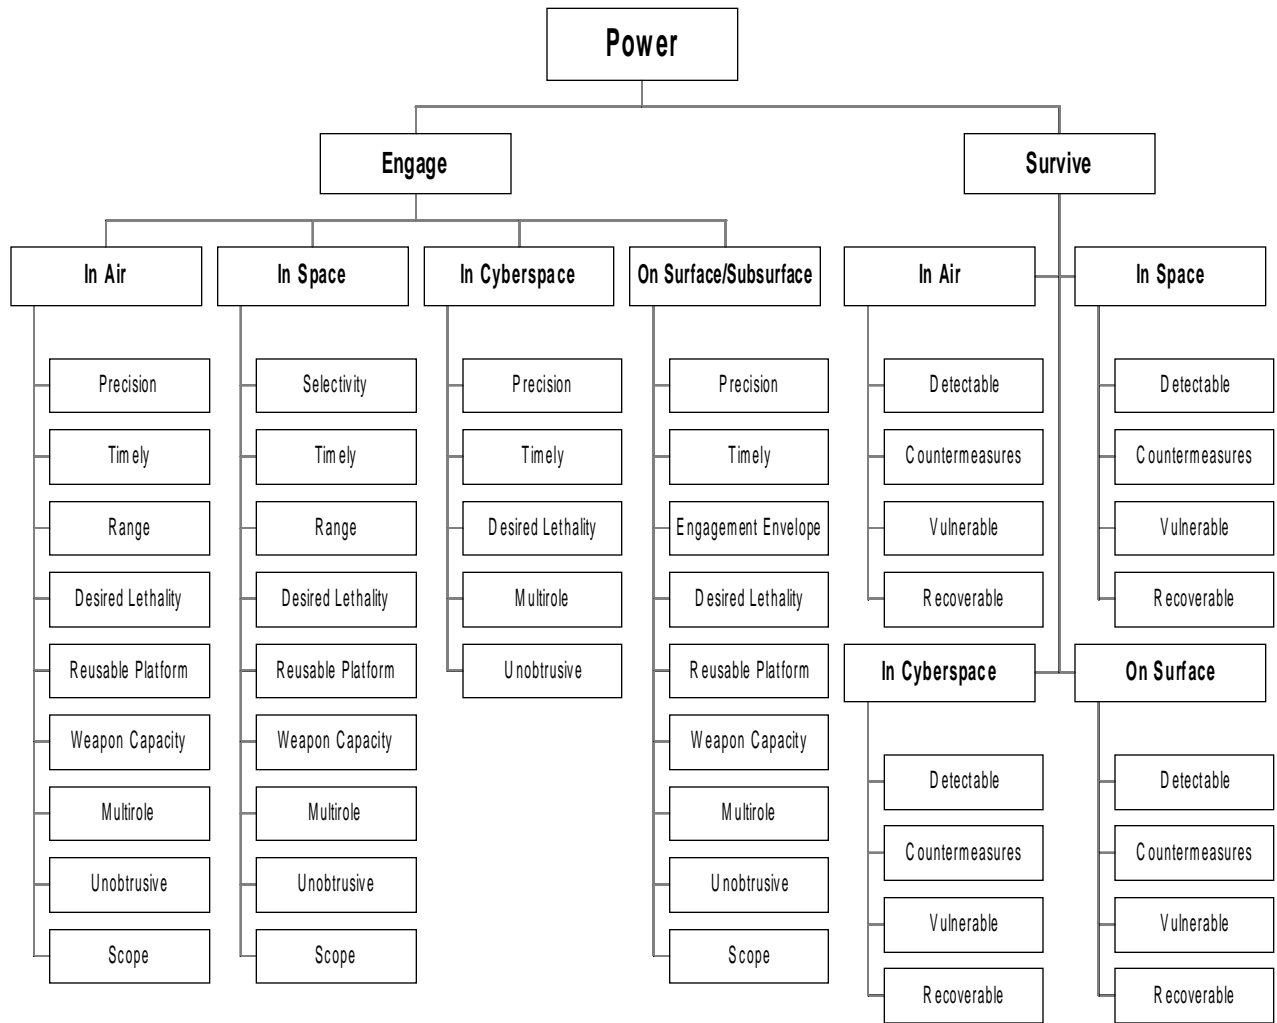 Power
Engage
Survive
In Air
In Space
In Cyberspace
On Surface/Subsurface
In Air
In Space
Precision
Timely
Range
Desired Lethality
Reusable Platform
Weapon Capacity
Multirole
Unobtrusive
Scope
Selectivity
Timely
Range
Desired Lethality
Reusable Platform
Weapon Capacity
Multirole
Unobtrusive
Scope
Precision
Timely
Desired Lethality
Multirole
Unobtrusive
Precision
Timely
Engagement Envelope
Desired Lethality
Reusable Platform
Weapon Capacity
Multirole
Unobtrusive
Scope
Detectable
Countermeasures
Vulnerable
Recoverable
Detectable
Countermeasures
Vulnerable
Recoverable
In Cyberspace
On Surface
Detectable
Countermeasures
Vulnerable
Recoverable
Detectable
Countermeasures
Vulnerable
Recoverable